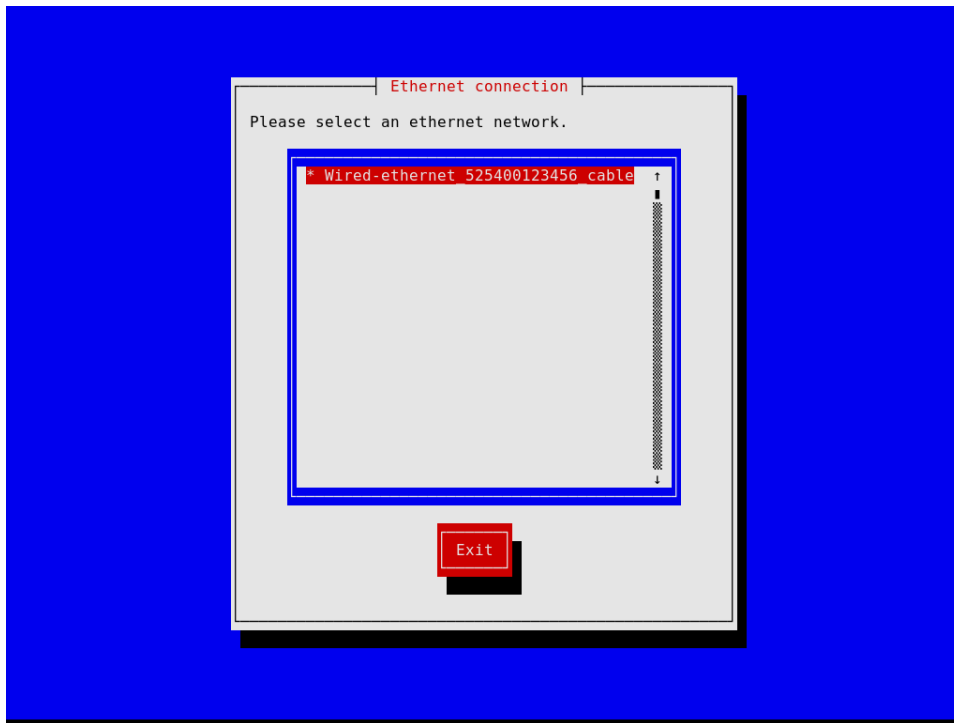 Ethernet connection
Please select an ethernet network.
* Wired-ethernet_525400123456_cable
Exit